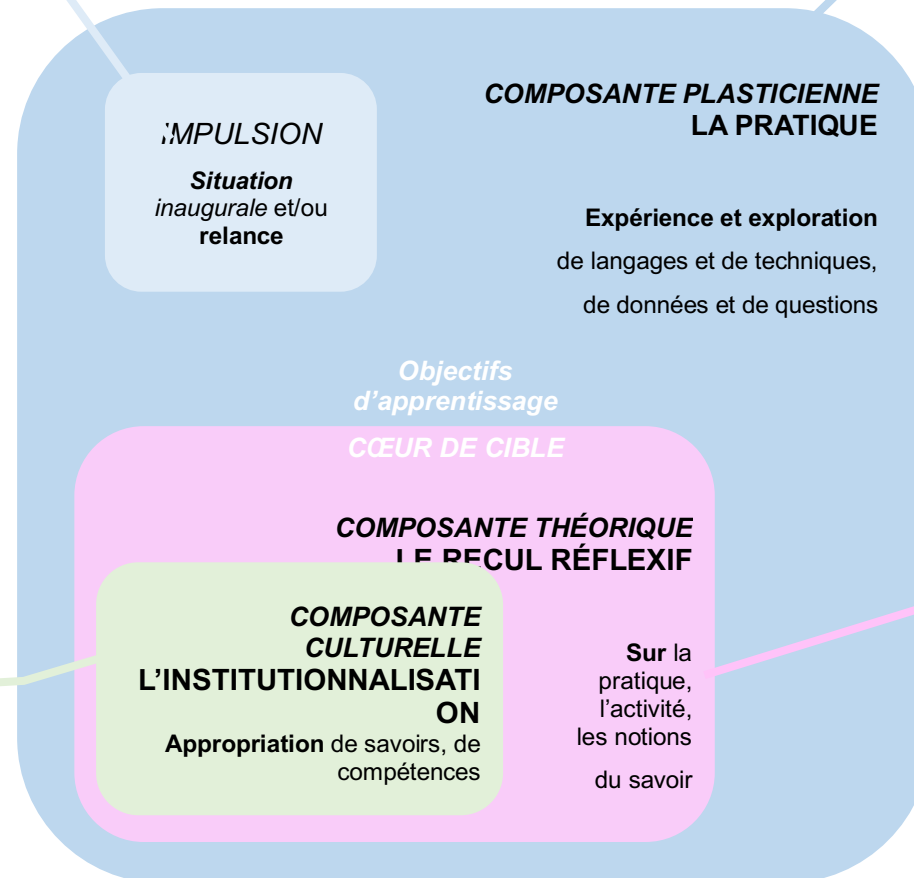 COMPOSANTE PLASTICIENNE
LA PRATIQUE
IMPULSION
Situation
inaugurale et/ou
relance
Expérience et exploration
de langages et de techniques,
de données et de questions
Objectifs
d’apprentissage
CŒUR DE CIBLE
COMPOSANTE THÉORIQUE
LE RECUL RÉFLEXIF
COMPOSANTE
CULTURELLE
L’INSTITUTIONNALISATI
ON
Appropriation de savoirs, de
compétences
Sur la
pratique,
l’activité,
les notions
du savoir